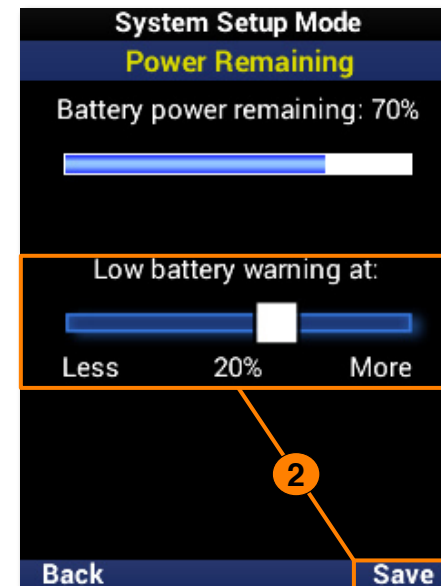 System Setup Mode
Power Remaining
Battery power remaining: 70%
Low battery warning at:
Less 20% More
2
Back Save